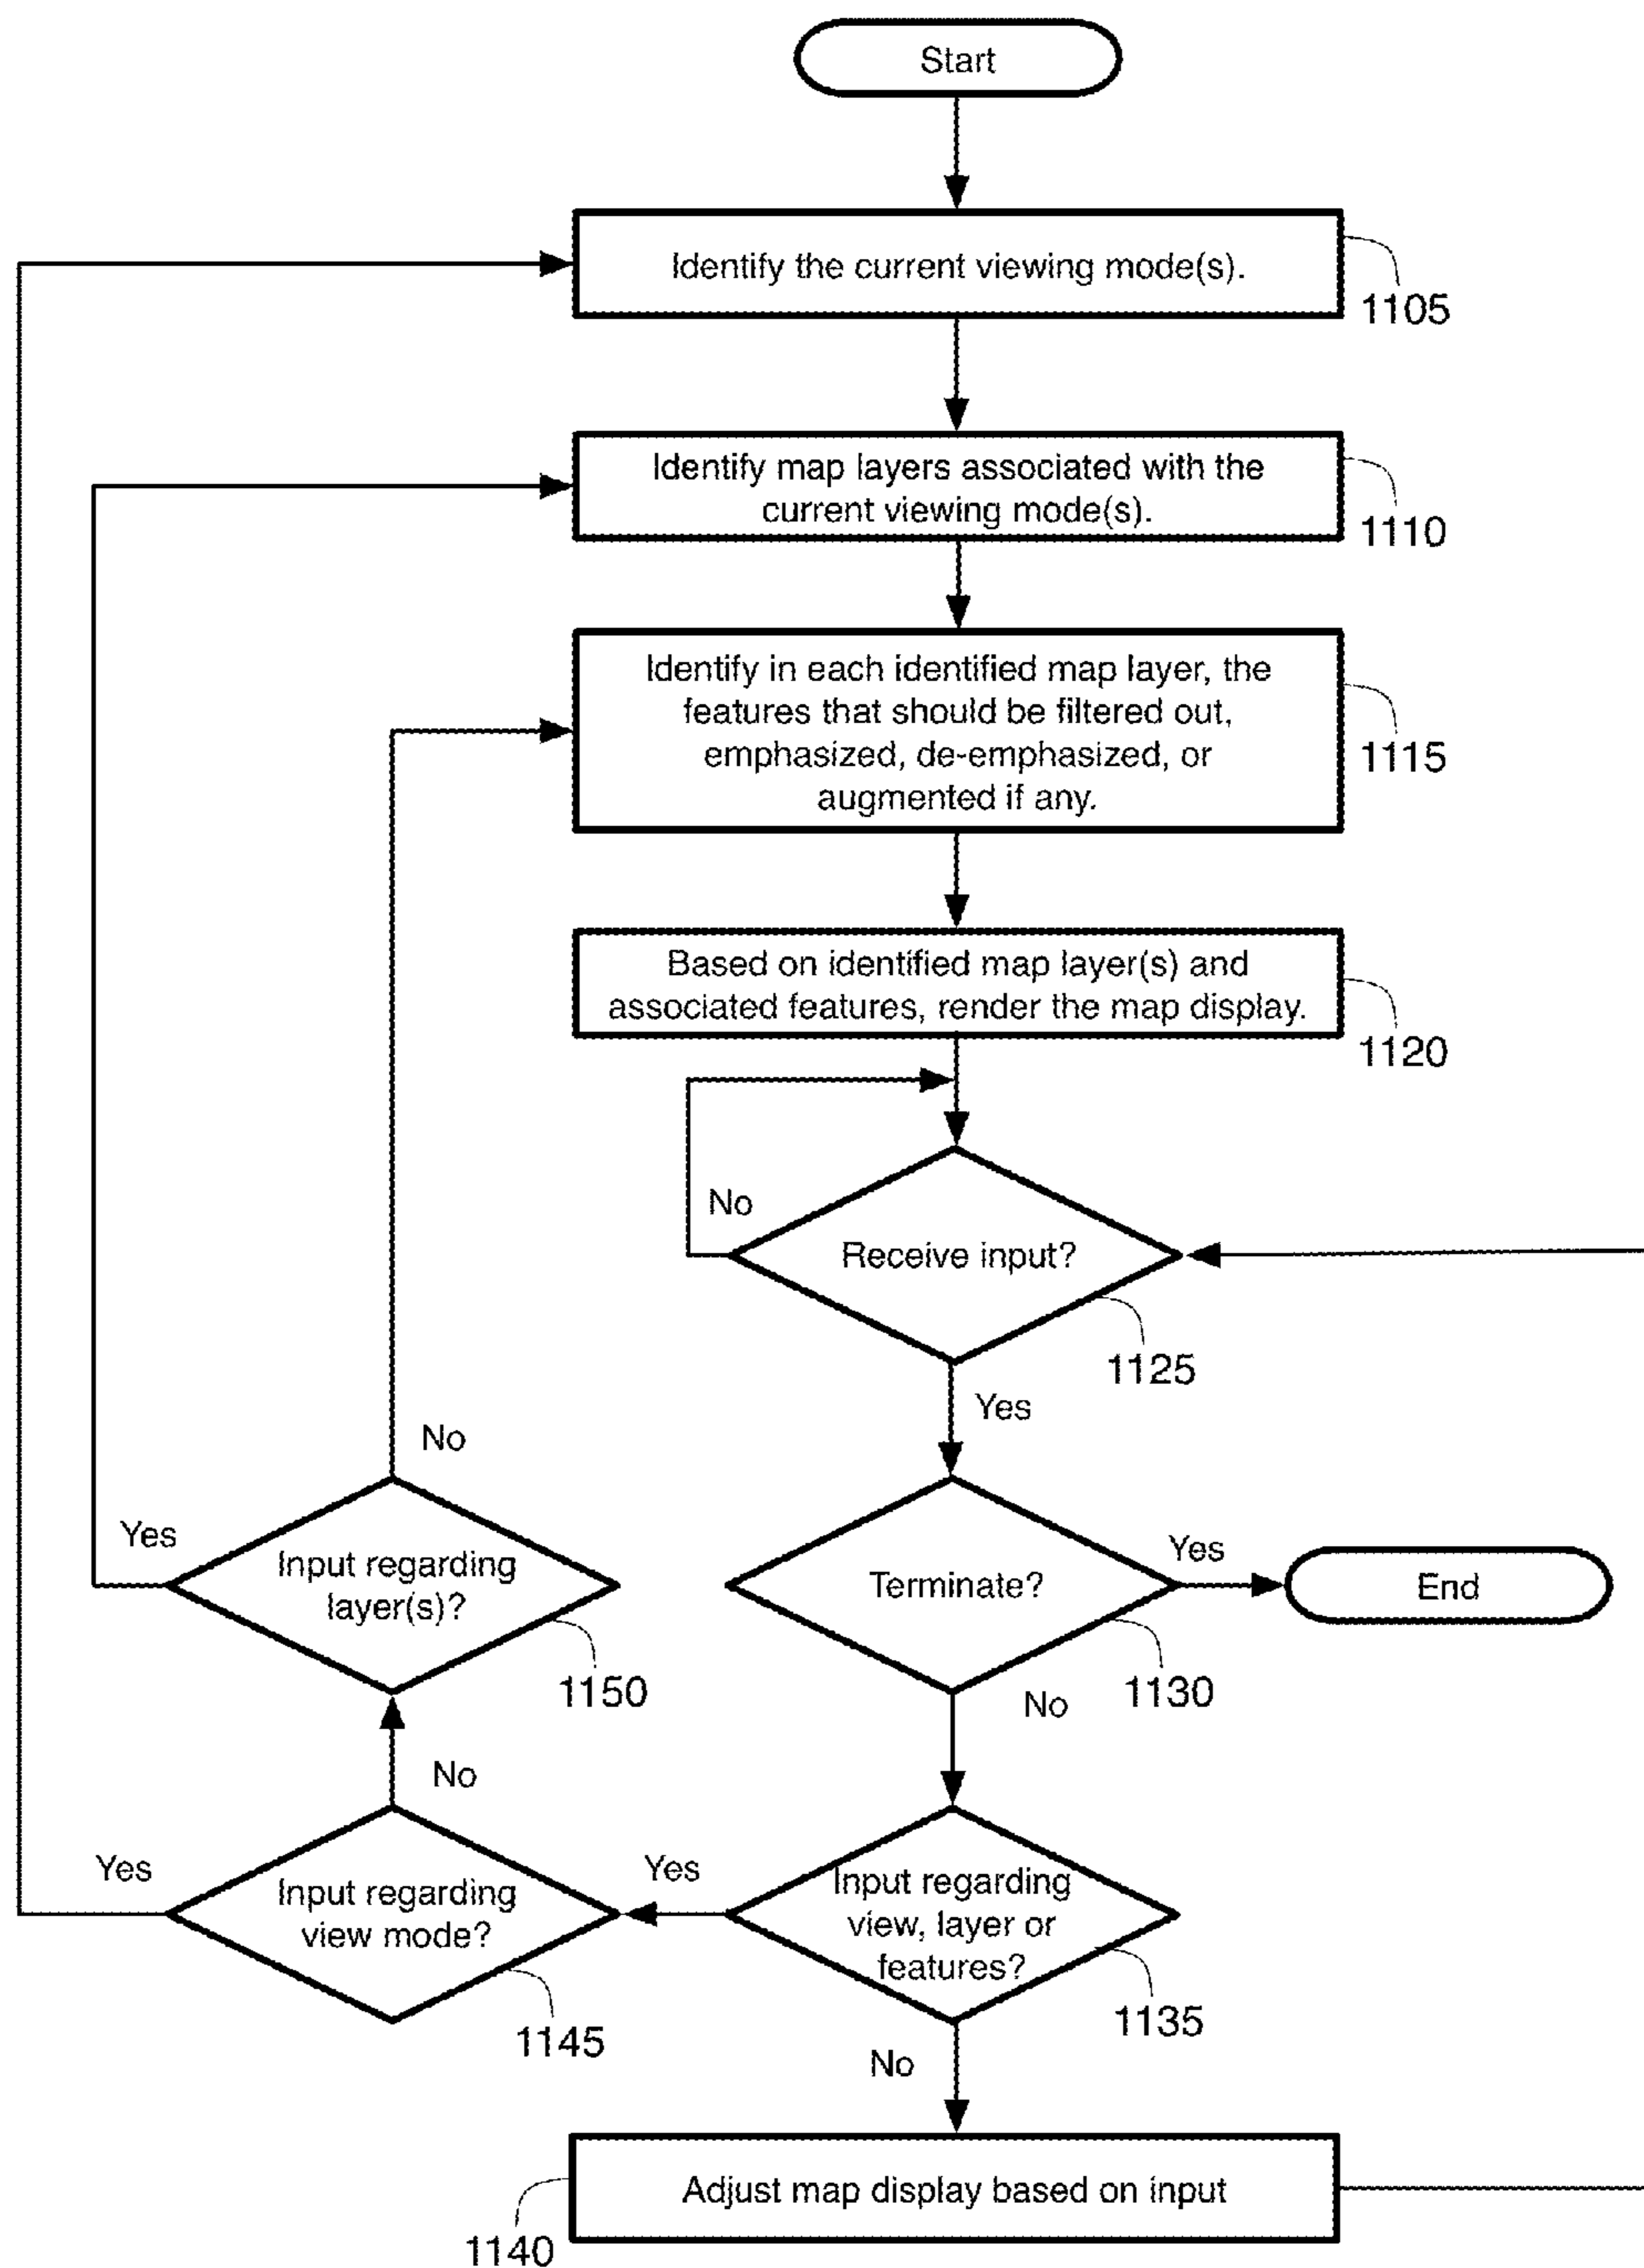 Start
Identify the current viewing mode(s).
1105
Identify map layers associated with the
current viewing mode(s).
1110
Identify in each identified map layer, the
features that should be filtered out,
emphasized, de-emphasized, or
augmented if any.
1115
Based on identified map layer(s) and
associated features, render the map display.
1120
No
Receive input?
1125
Yes
No
Yes
Input regarding
layer(s)?
1150
Terminate?
1130
Yes
End
No
No
Yes
Input regarding
view mode?
1145
Yes
Input regarding
view, layer or
features?
1135
No
Adjust map display based on input
1140